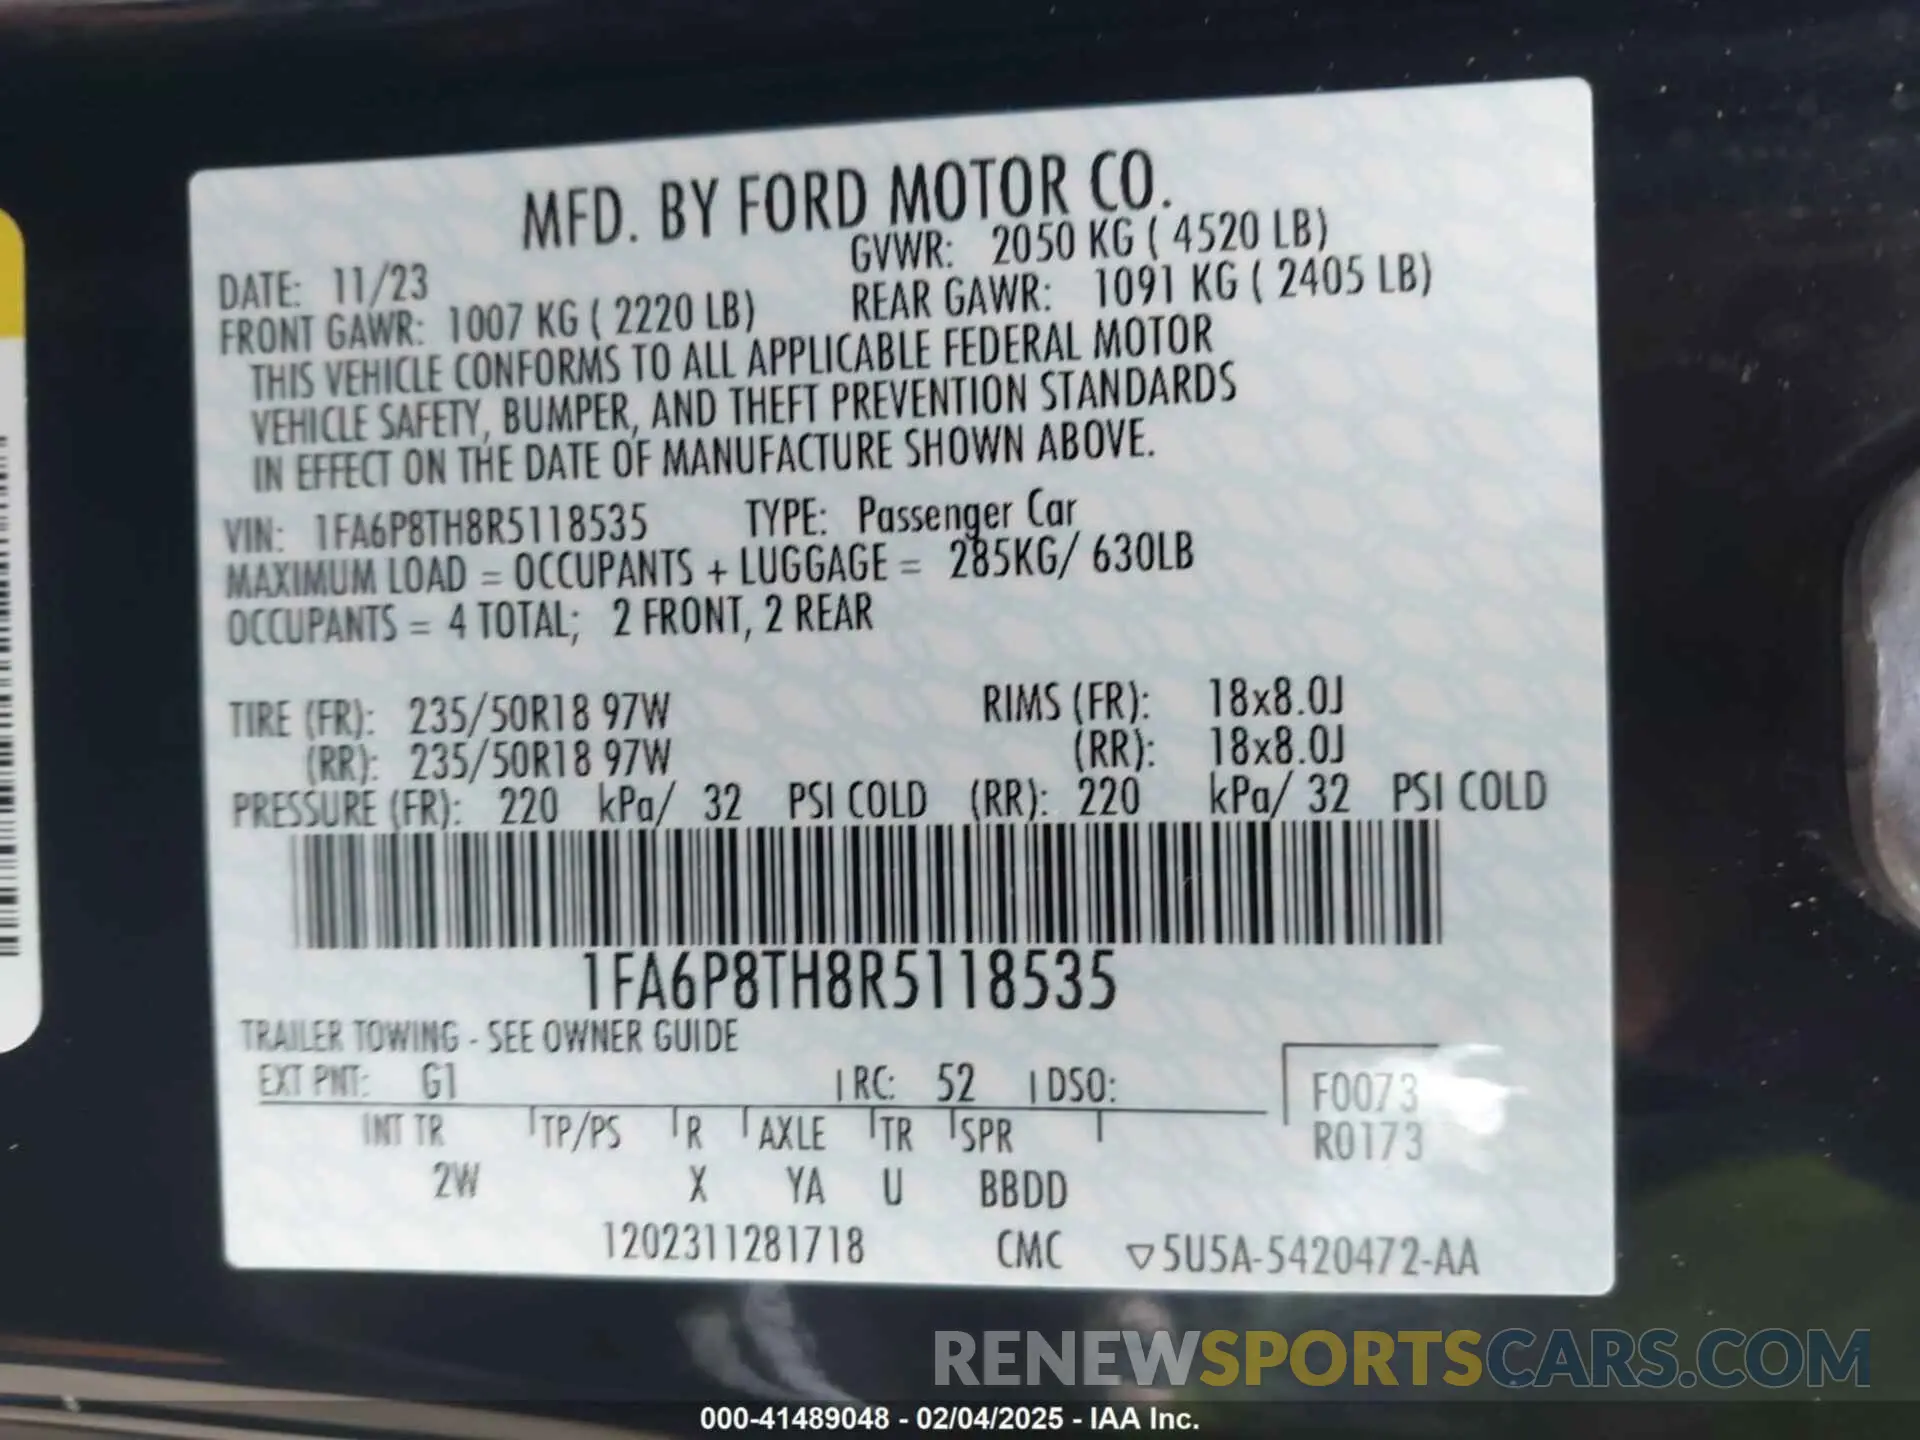 MFD. BY FORD MOTOR CO.
DATE: 11/23 GVWR: 2050 KG ( 4520 LB)
FRONT GAWR: 1007 KG ( 2220 LB) REAR GAWR: 1091 KG ( 2405 LB)
THIS VEHICLE CONFORMS TO ALL APPLICABLE FEDERAL MOTOR
VEHICLE SAFETY, BUMPER, AND THEFT PREVENTION STANDARDS
IN EFFECT ON THE DATE OF MANUFACTURE SHOWN ABOVE.
VIN: 1FA6P8TH8R5118535 TYPE: Passenger Car
MAXIMUM LOAD = OCCUPANTS + LUGGAGE = 285KG/ 630LB
OCCUPANTS = 4 TOTAL; 2 FRONT, 2 REAR
TIRE (FR): 235/50R18 97W RIMS (FR): 18x8.0J
(RR): 235/50R18 97W (RR): 18x8.0J
PRESSURE (FR): 220 kPa/ 32 PSI COLD (RR): 220 kPa/ 32 PSI COLD
1FA6P8TH8R5118535
TRAILER TOWING - SEE OWNER GUIDE
EXT PNT: G1 RC: 52 DSO: F0073
INT TR TP/PS R AXLE TR SPR R0173
2W X YA U BBDD
1202311281718 CMC ▽5U5A-5420472-AA
RENEWSPORTSCARS.COM
000-41489048 - 02/04/2025 - IAA Inc.